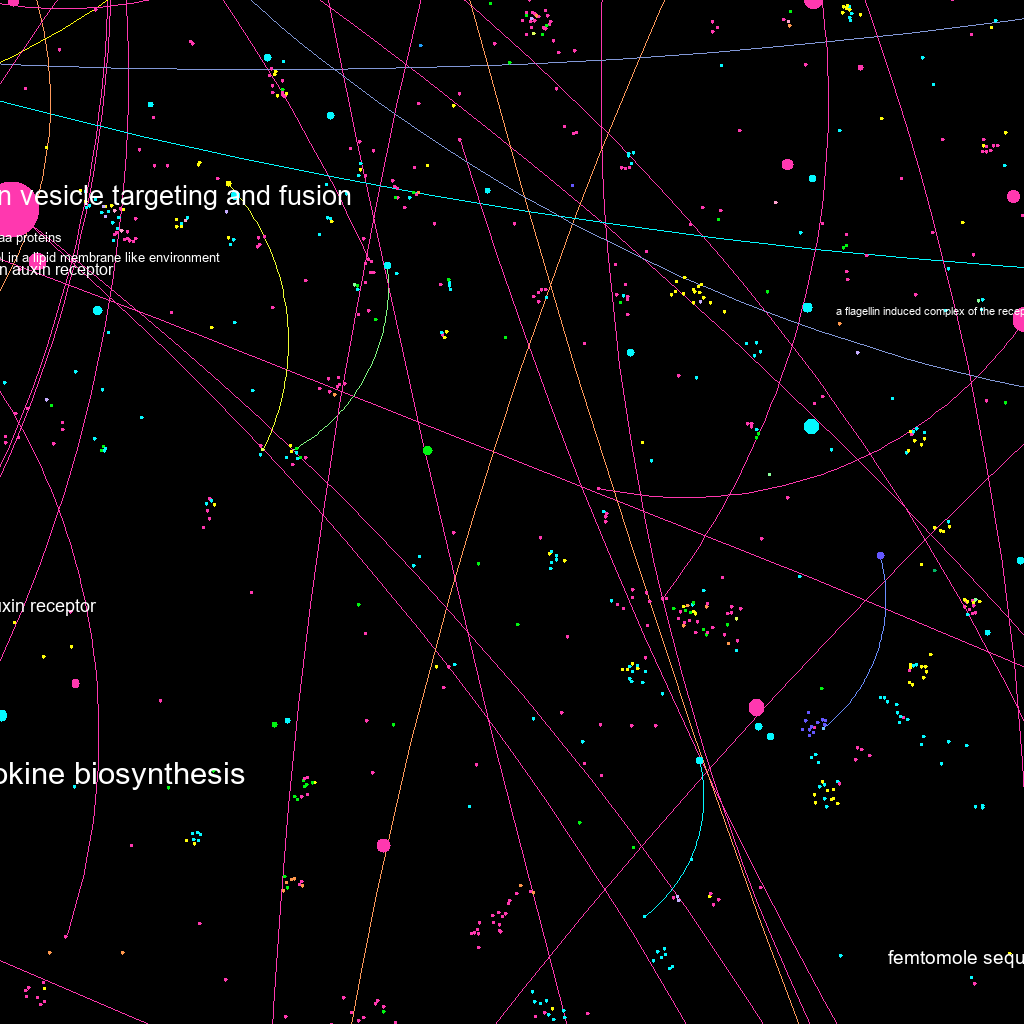 n vesicle targeting and fusion
aa proteins
ol in a lipid membrane like environment
n auxin receptor
a flagellin induced complex of the recep
uxin receptor
okine biosynthesis
femtomole sequ